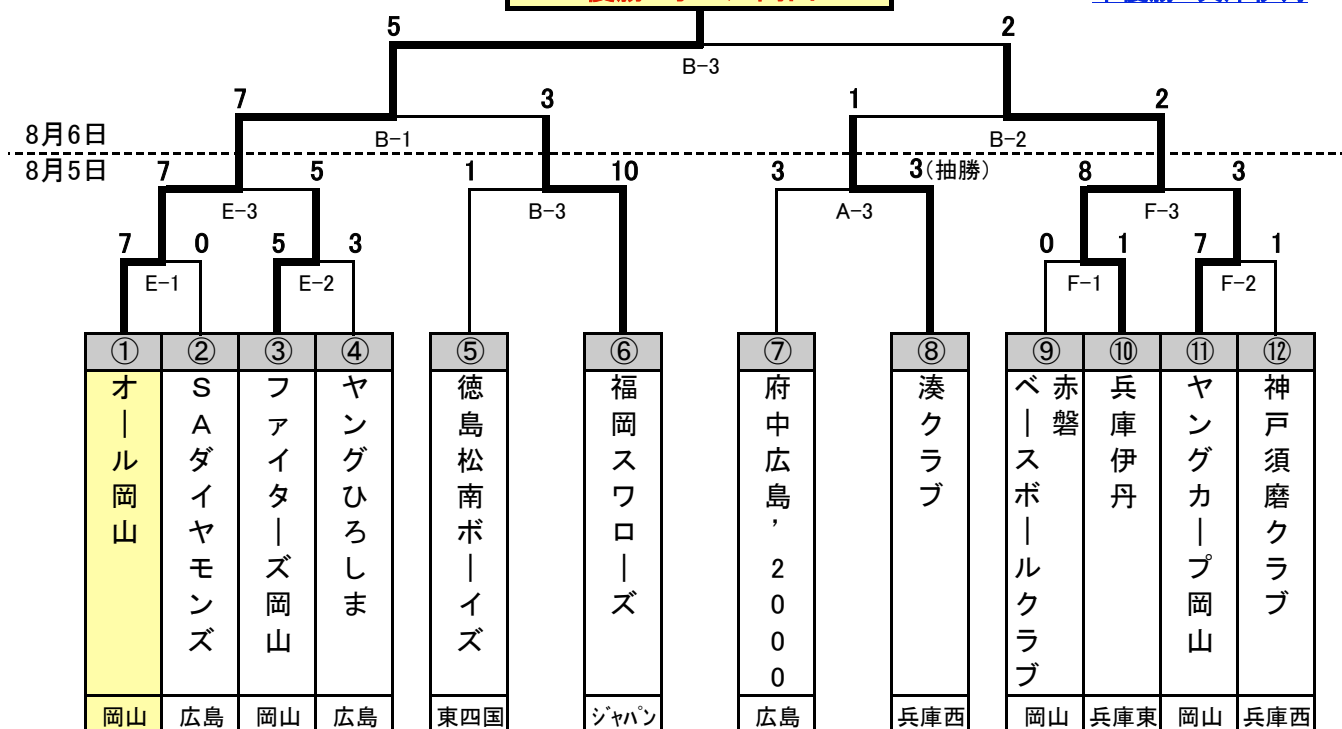 5
2
B-3
7
3
1
2
8月6日
B-1
B-2
8月5日
7
5
1
10
3
3(抽勝)
8
3
E-3
B-3
A-3
F-3
7
0
5
3
0
1
7
1
E-1
E-2
F-1
F-2
①
②
③
④
⑤
⑥
⑦
⑧
⑨
⑩
⑪
⑫
オール岡山
SAダイヤモンズ
ファイターズ岡山
ヤングひろしま
徳島松南ボーイズ
福岡スワローズ
府中広島’2000
湊クラブ
赤磐
ベースボールクラブ
兵庫伊丹
ヤングカープ岡山
神戸須磨クラブ
岡山
広島
岡山
広島
東四国
ジャパン
広島
兵庫西
岡山
兵庫東
岡山
兵庫西